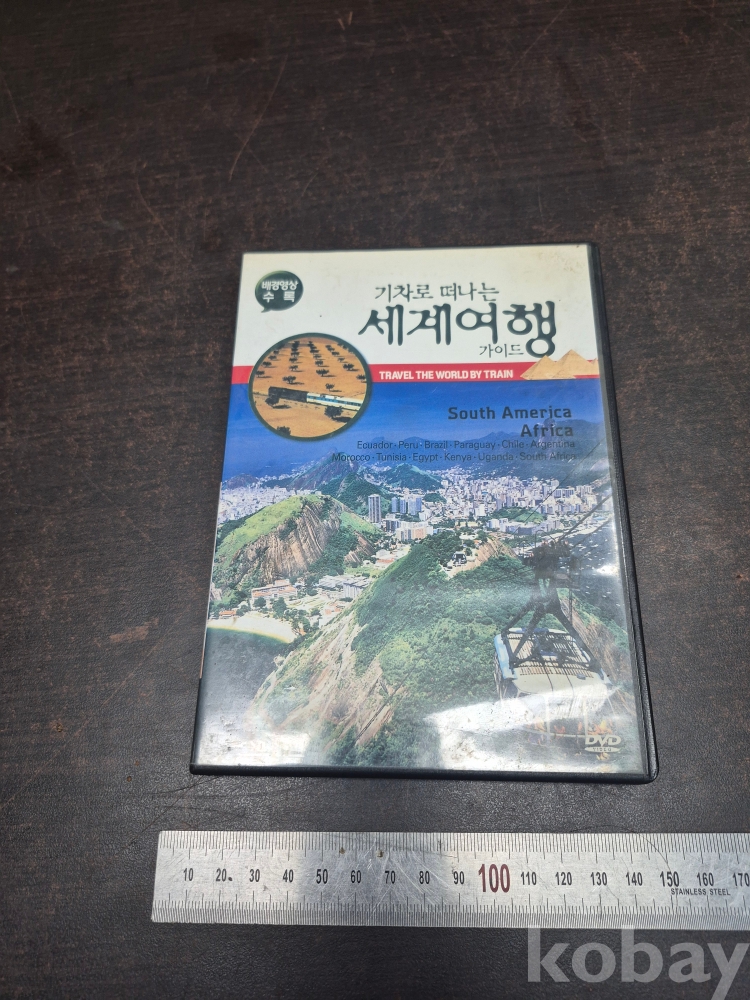 배경영상
수록
기차로 떠나는
세계여행
가이드
TRAVEL THE WORLD BY TRAIN
South America
Africa
Ecuador·Peru·Brazil·Paraguay·Chile·Argentina
Morocco·Tunisia·Egypt·Kenya·Uganda·South Africa
DVD
VIDEO
10 20 30 40 50 60 70 80 90 100 110 120 130 140 150 160 170
STAINLESS STEEL
kobay